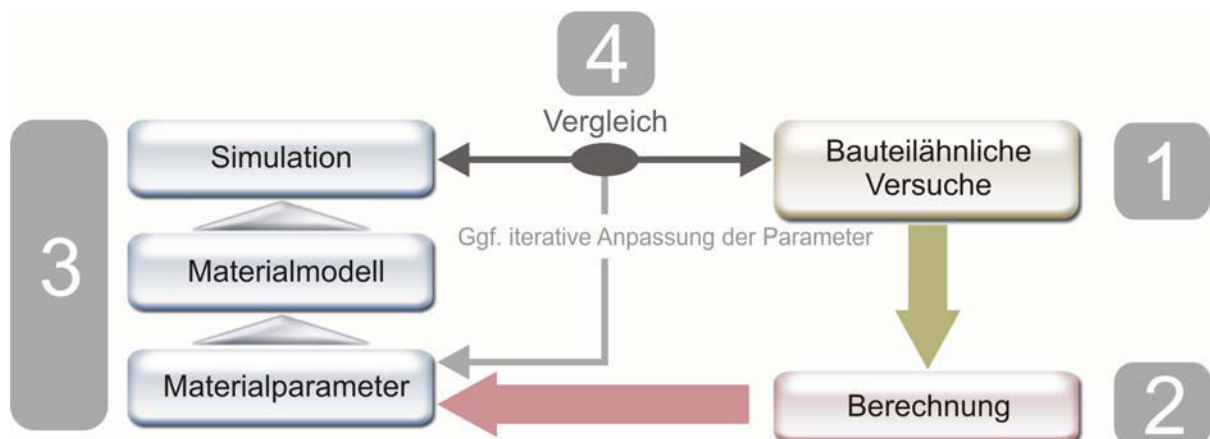 4
Vergleich
Simulation
Bauteilähnliche
Versuche
1
3
Ggf. iterative Anpassung der Parameter
Materialmodell
Materialparameter
Berechnung
2